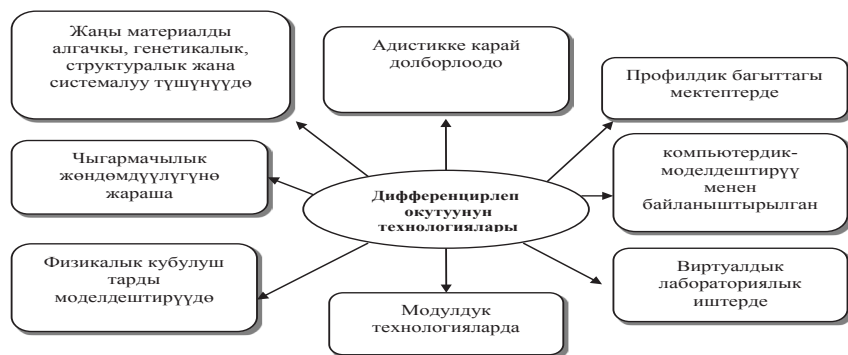 Жаңы материалды
алгачкы, генетикалык,
структуралык жана
системалуу түшүнүүдө
Адистикке карай
долборлоодо
Профилдик багыттагы
мектептерде
Чыгармачылык
жөндөмдүүлүгүнө
жараша
Дифференцирлеп
окутуунун
технологиялары
компьютердик-
моделдештирүү
менен
байланыштырылган
Физикалык кубулуш
тарды
моделдештирүүдө
Модулдук
технологияларда
Виртуалдык
лабораториялык
иштерде